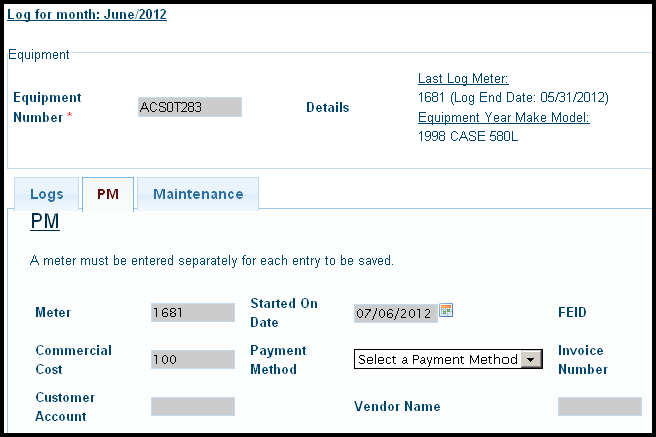 Log for month: June/2012
Equipment
Equipment Number *
ACS0T283
Details
Last Log Meter:
1681 (Log End Date: 05/31/2012)
Equipment Year Make Model:
1998 CASE 580L
Logs PM Maintenance
PM
A meter must be entered separately for each entry to be saved.
Meter 1681 Started On Date 07/06/2012 FEID
Commercial Cost 100 Payment Method Select a Payment Method Invoice Number
Customer Account Vendor Name